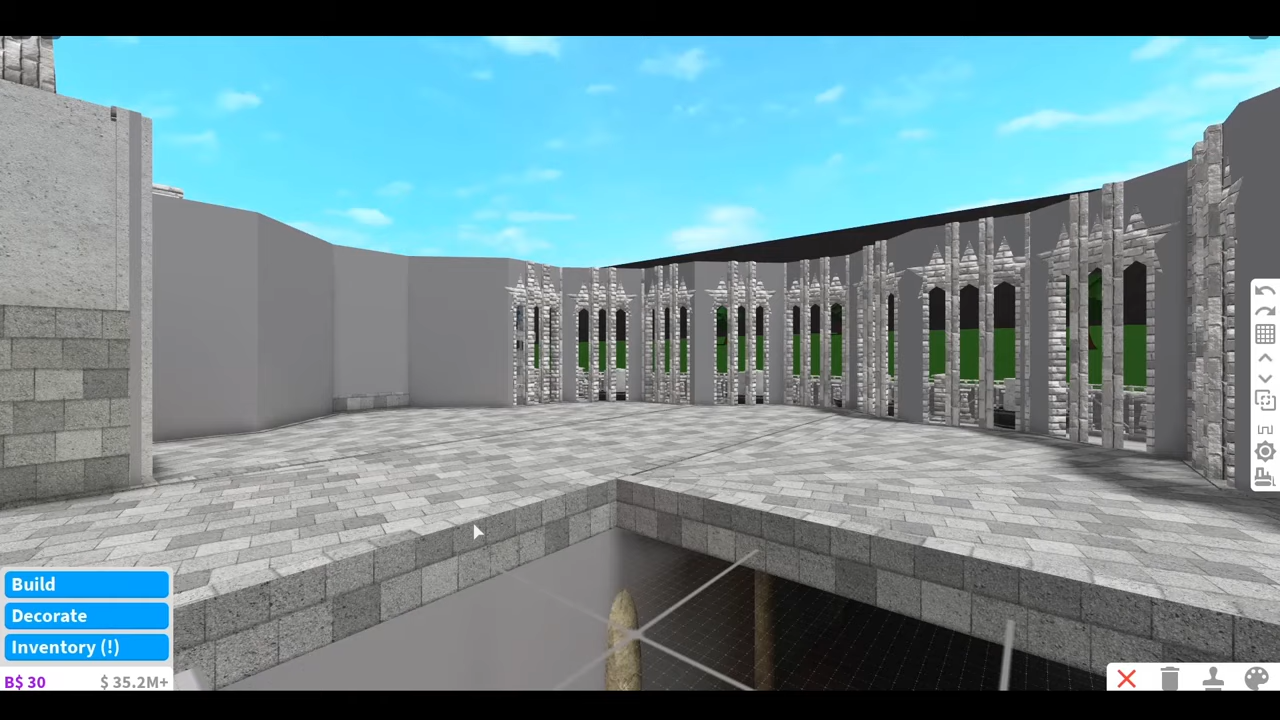 Build
Decorate
Inventory (!)
B$ 30 $ 35.2M+